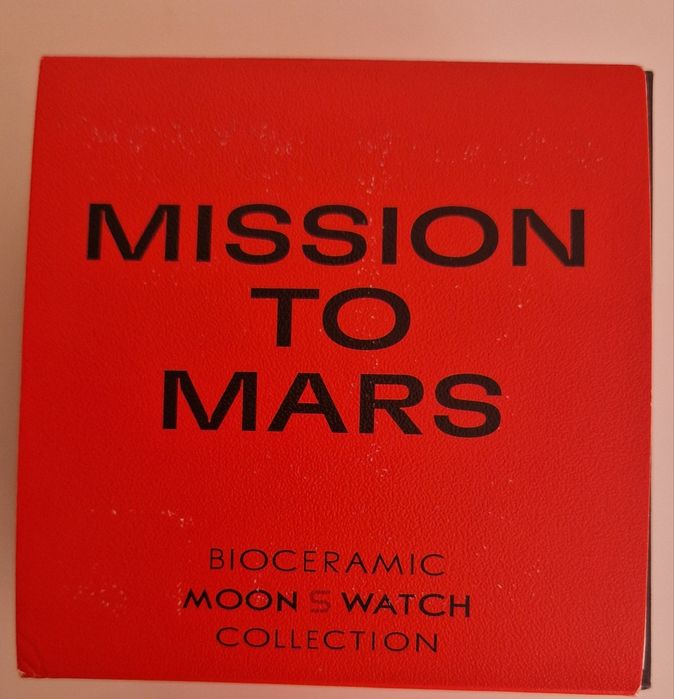 MISSION
TO
MARS
BIOCERAMIC
MOON S WATCH
COLLECTION